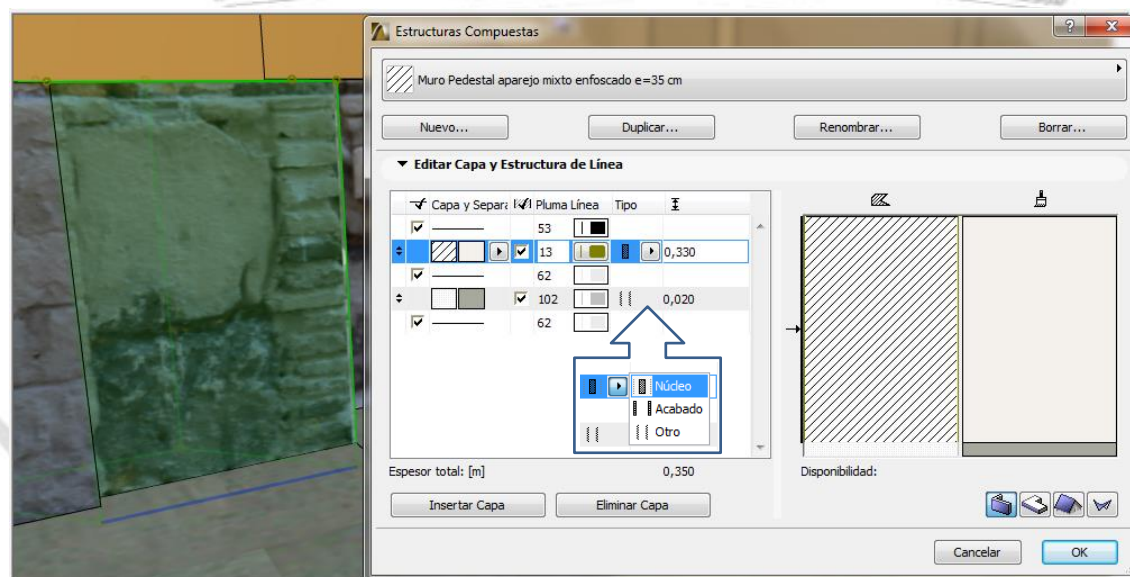 Estructuras Compuestas
Muro Pedestal aparejo mixto enfoscado e=35 cm
Nuevo... Duplicar... Renombrar... Borrar...
Editar Capa y Estructura de Línea
Capa y Separa Pluma Línea Tipo
53
13 0,330
62
102 0,020
62
Núcleo
Acabado
Otro
Espesor total: [m] 0,350 Disponibilidad:
Insertar Capa Eliminar Capa
Cancelar OK